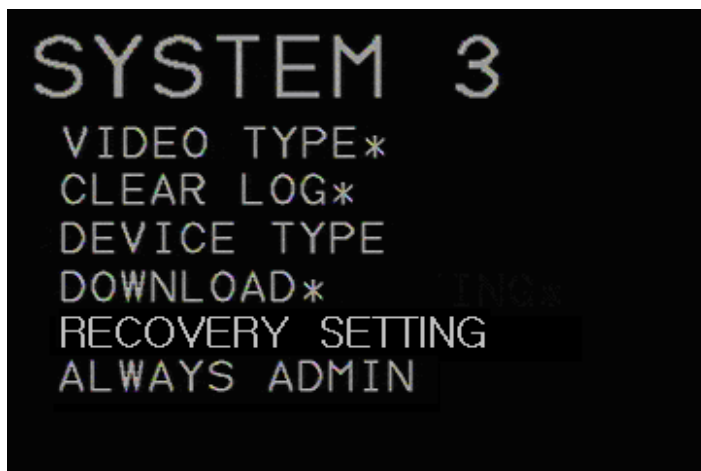 SYSTEM 3
VIDEO TYPE*
CLEAR LOG*
DEVICE TYPE
DOWNLOAD*
RECOVERY SETTING
ALWAYS ADMIN